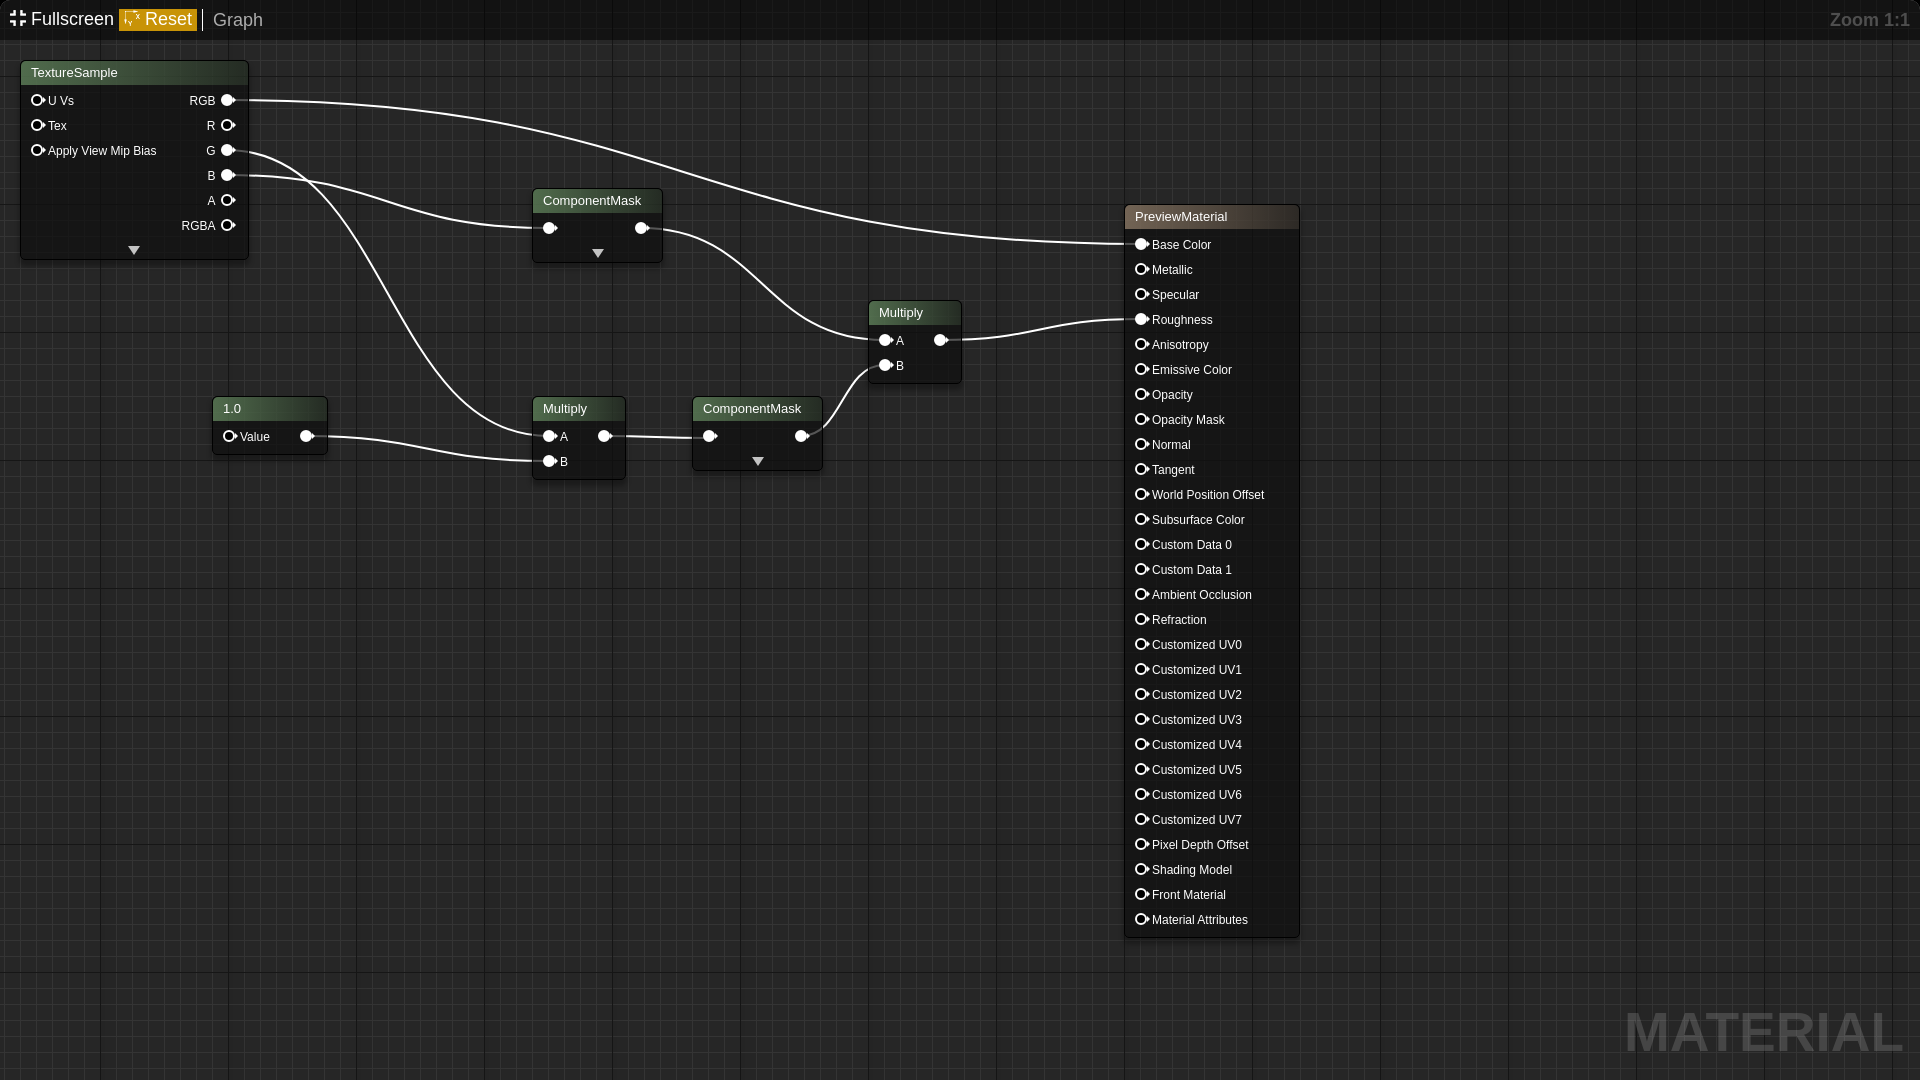 Fullscreen Reset Graph Zoom 1:1
TextureSample
U Vs RGB
Tex R
Apply View Mip Bias G
B
A
RGBA
ComponentMask
1.0
Value
Multiply
A
B
ComponentMask
Multiply
A
B
PreviewMaterial
Base Color
Metallic
Specular
Roughness
Anisotropy
Emissive Color
Opacity
Opacity Mask
Normal
Tangent
World Position Offset
Subsurface Color
Custom Data 0
Custom Data 1
Ambient Occlusion
Refraction
Customized UV0
Customized UV1
Customized UV2
Customized UV3
Customized UV4
Customized UV5
Customized UV6
Customized UV7
Pixel Depth Offset
Shading Model
Front Material
Material Attributes
MATERIAL